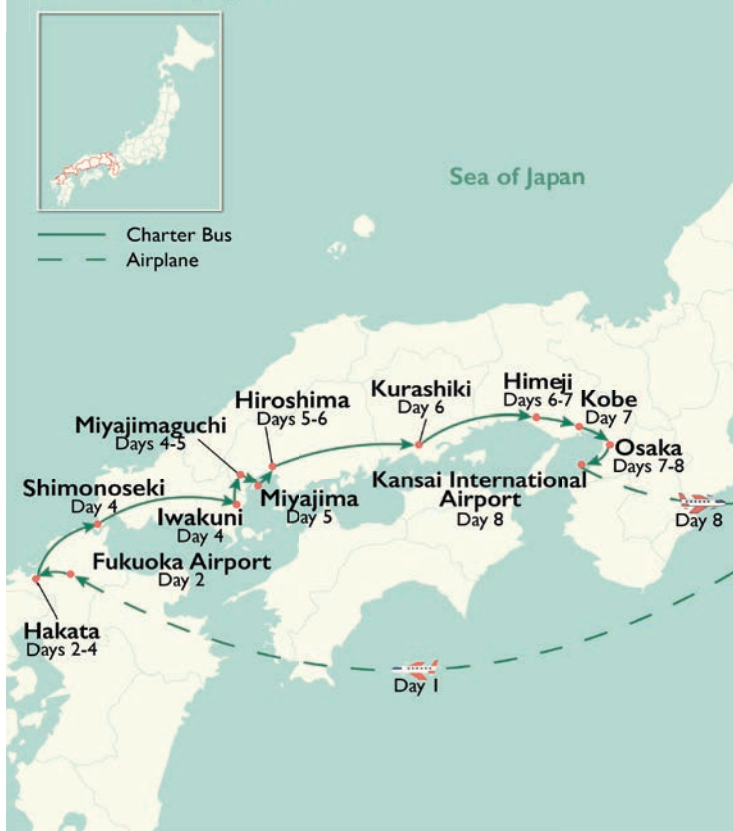 Sea of Japan
Charter Bus
Airplane
Himeji
Days 6-7
Kobe
Day 7
Kurashiki
Day 6
Hiroshima
Days 5-6
Miyajimaguchi
Days 4-5
Osaka
Days 7-8
Kansai International
Airport
Day 8
Shimonoseki
Day 4
Miyajima
Day 5
Iwakuni
Day 4
Day 8
Fukuoka Airport
Day 2
Hakata
Days 2-4
Day 1